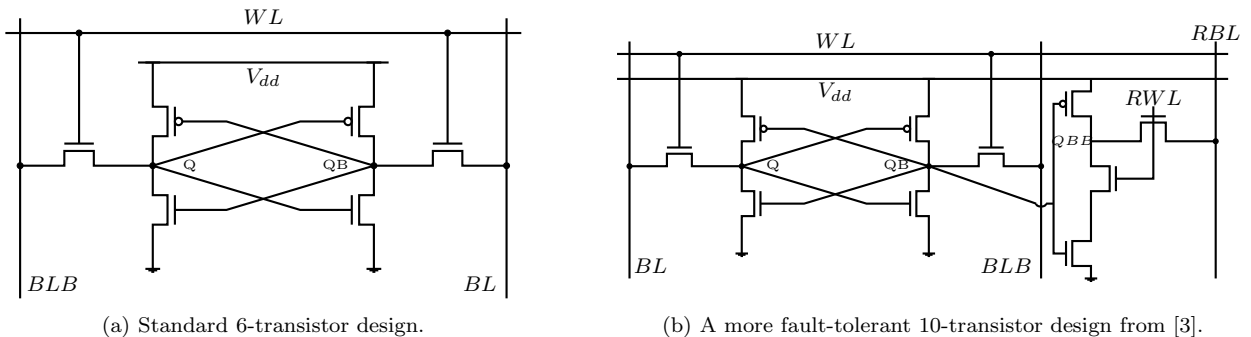 WL
V_dd
Q
QB
BLB
BL
(a) Standard 6-transistor design.
RBL
WL
V_dd
RWL
QBB
Q
QB
BL
BLB
(b) A more fault-tolerant 10-transistor design from [3].